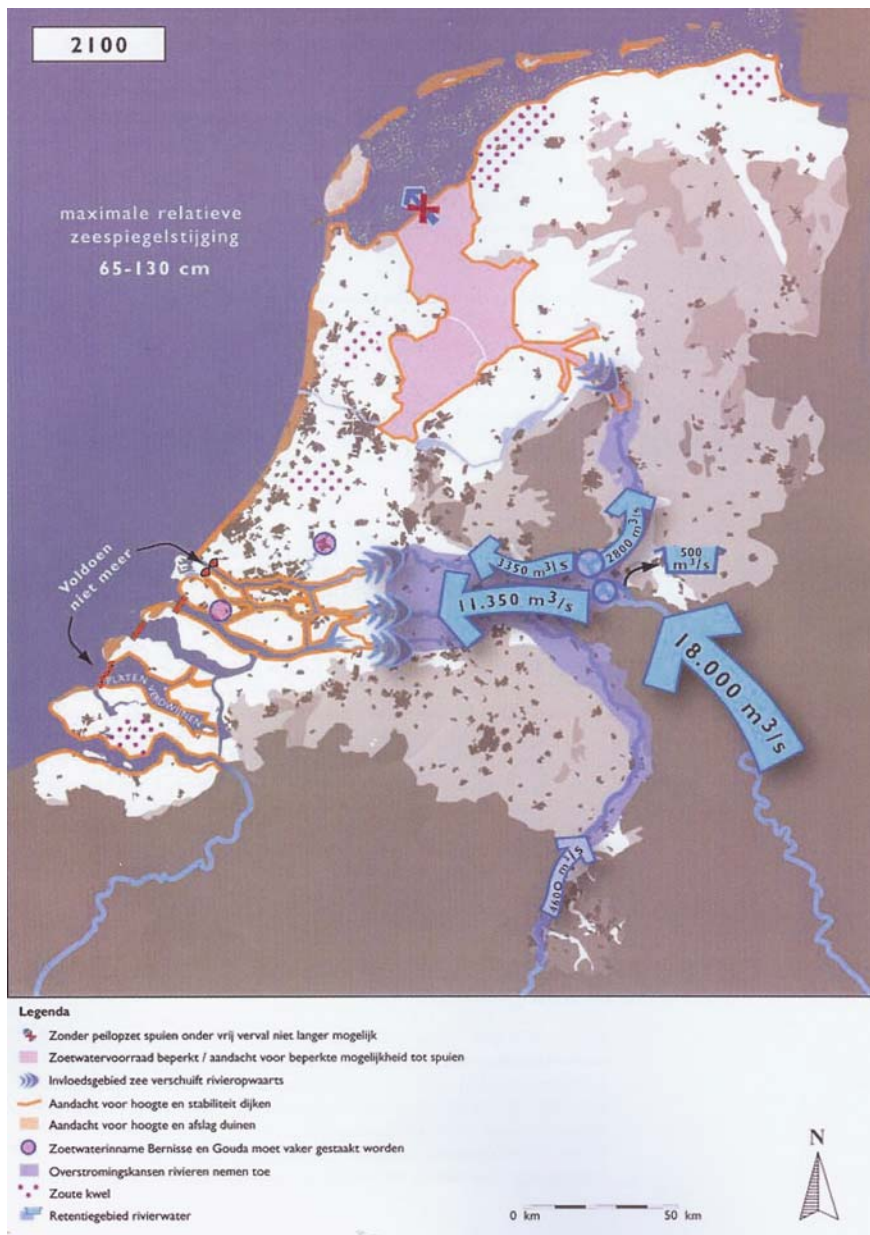 2100
maximale relatieve
zeespiegelstijging
65-130 cm
Voldoen
niet meer
PLATEN VERDWIJNEN
3350 m³/s
2800 m³/s
500
m³/s
11.350 m³/s
18.000 m³/s
4600 m³/s
Legenda
Zonder peilopzet spuien onder vrij verval niet langer mogelijk
Zoetwatervoorraad beperkt / aandacht voor beperkte mogelijkheid tot spuien
Invloedsgebied zee verschuift rivieropwaarts
Aandacht voor hoogte en stabiliteit dijken
Aandacht voor hoogte en afslag duinen
Zoetwaterinname Bernisse en Gouda moet vaker gestaakt worden
Overstromingskansen rivieren nemen toe
Zoute kwel
Retentiegebied rivierwater
0 km 50 km
N